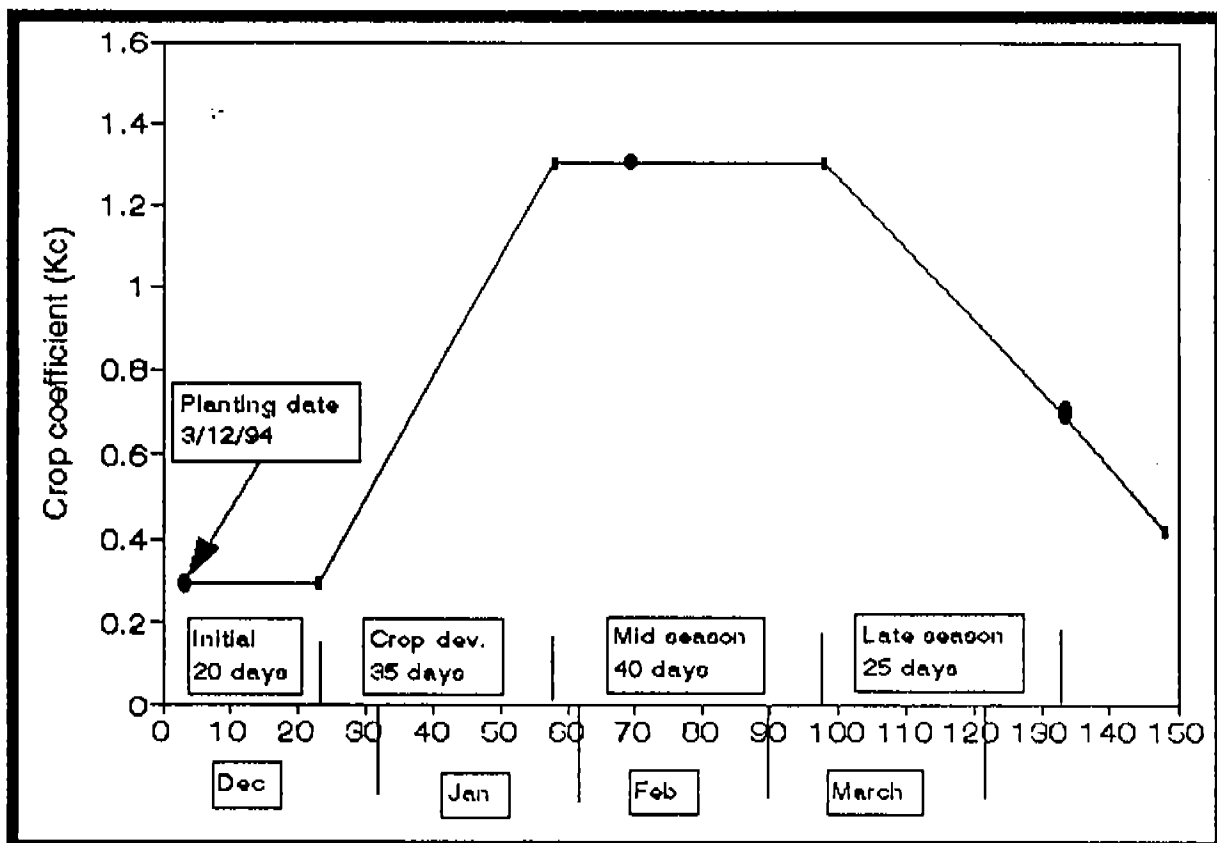 1.6
1.4
1.2
1
0.8
0.6
0.4
0.2
0
Crop coefficient (Kc)
Planting date
3/12/94
Initial
20 days
Crop dev.
35 days
Mid season
40 days
Late season
25 days
0 10 20 30 40 50 60 70 80 90 100 110 120 130 140 150
Dec
Jan
Feb
March